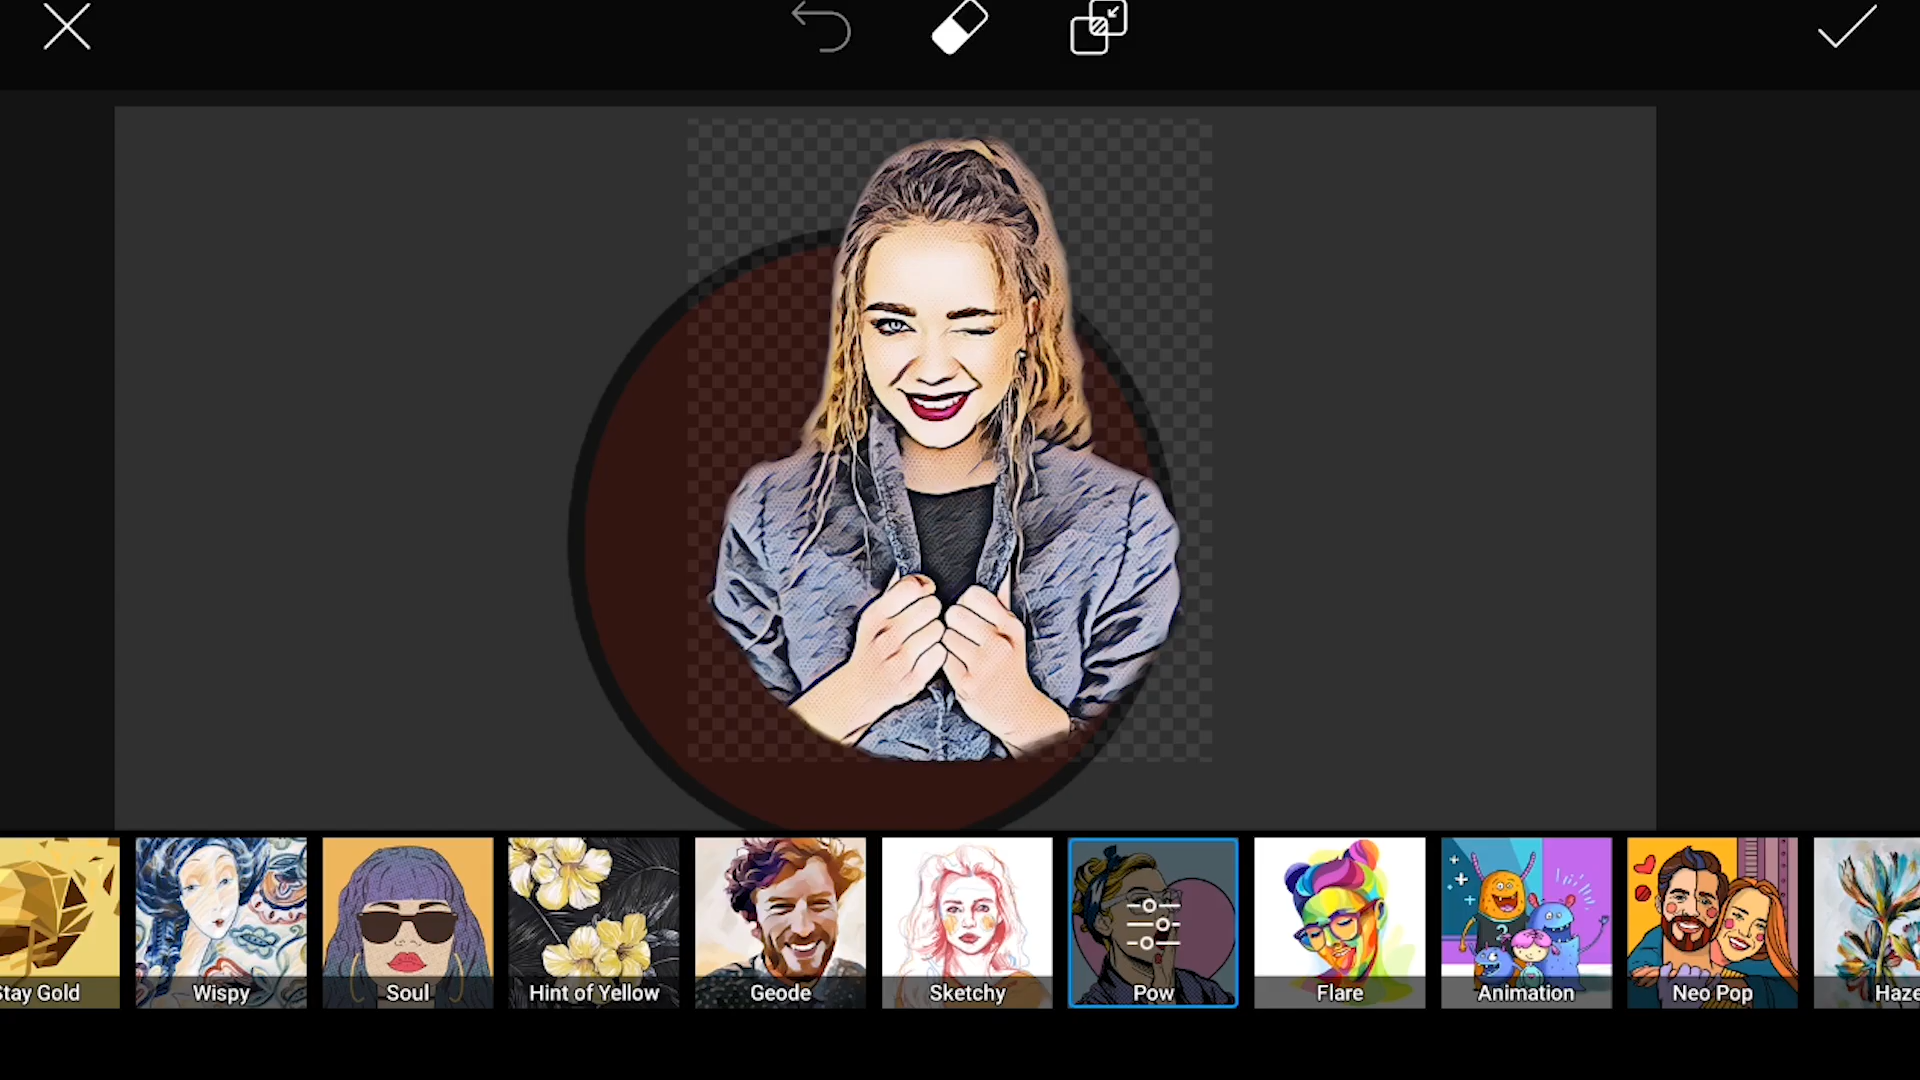 Stay Gold
Wispy
Soul
Hint of Yellow
Geode
Sketchy
Pow
Flare
Animation
Neo Pop
Haze